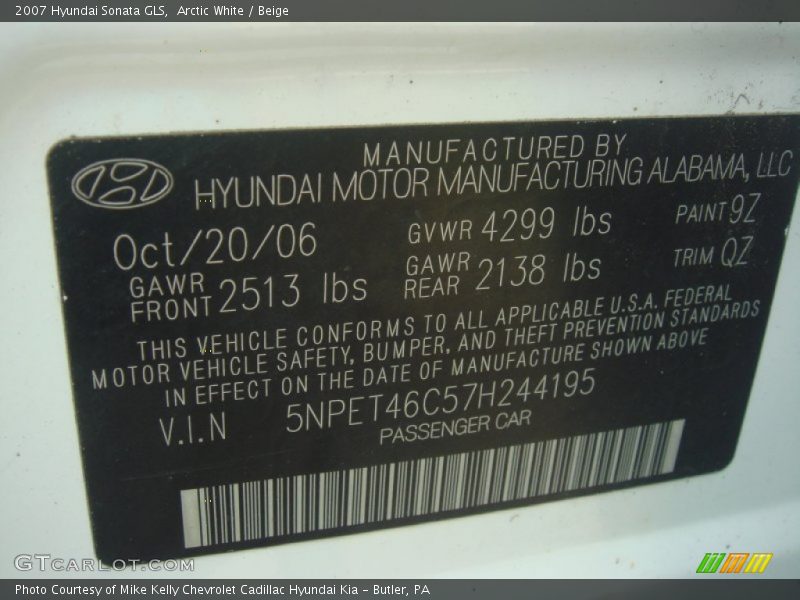 2007 Hyundai Sonata GLS, Arctic White / Beige
MANUFACTURED BY
HYUNDAI MOTOR MANUFACTURING ALABAMA, LLC
Oct/20/06 GVWR 4299 lbs PAINT 9Z
GAWR FRONT 2513 lbs GAWR REAR 2138 lbs TRIM QZ
THIS VEHICLE CONFORMS TO ALL APPLICABLE U.S.A. FEDERAL
MOTOR VEHICLE SAFETY, BUMPER, AND THEFT PREVENTION STANDARDS
IN EFFECT ON THE DATE OF MANUFACTURE SHOWN ABOVE
V.I.N 5NPET46C57H244195
PASSENGER CAR
GTCARLOT.COM
Photo Courtesy of Mike Kelly Chevrolet Cadillac Hyundai Kia – Butler, PA